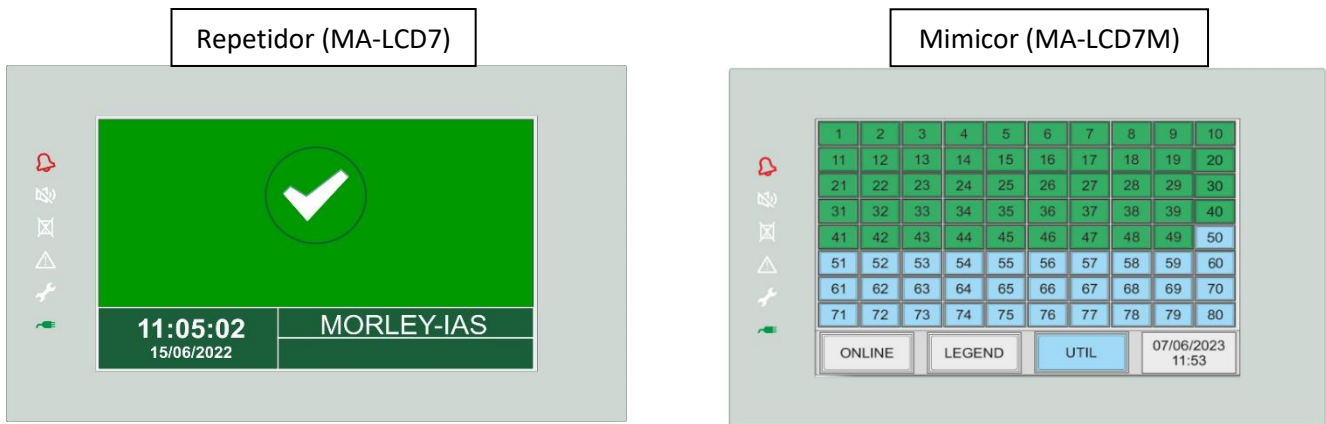 Repetidor (MA-LCD7)
11:05:02
15/06/2022
MORLEY-IAS
Mimicor (MA-LCD7M)
1 2 3 4 5 6 7 8 9 10
11 12 13 14 15 16 17 18 19 20
21 22 23 24 25 26 27 28 29 30
31 32 33 34 35 36 37 38 39 40
41 42 43 44 45 46 47 48 49 50
51 52 53 54 55 56 57 58 59 60
61 62 63 64 65 66 67 68 69 70
71 72 73 74 75 76 77 78 79 80
ONLINE LEGEND UTIL 07/06/2023
11:53